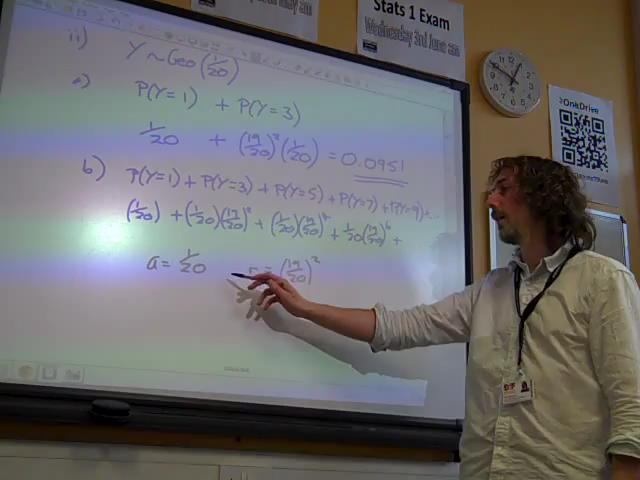 Stats 1 Exam
Wednesday 3rd June am
ii) Y ~ Geo (1/20)
a) P(Y=1) + P(Y=3)
1/20 + (19/20)² (1/20) = 0.0951
b) P(Y=1) + P(Y=3) + P(Y=5) + P(Y=7) + P(Y=9) + ...
(1/20) + (1/20)(19/20)² + (1/20)(19/20)⁴ + 1/20 (19/20)⁶ +
a = 1/20 r = (19/20)²
OneDrive